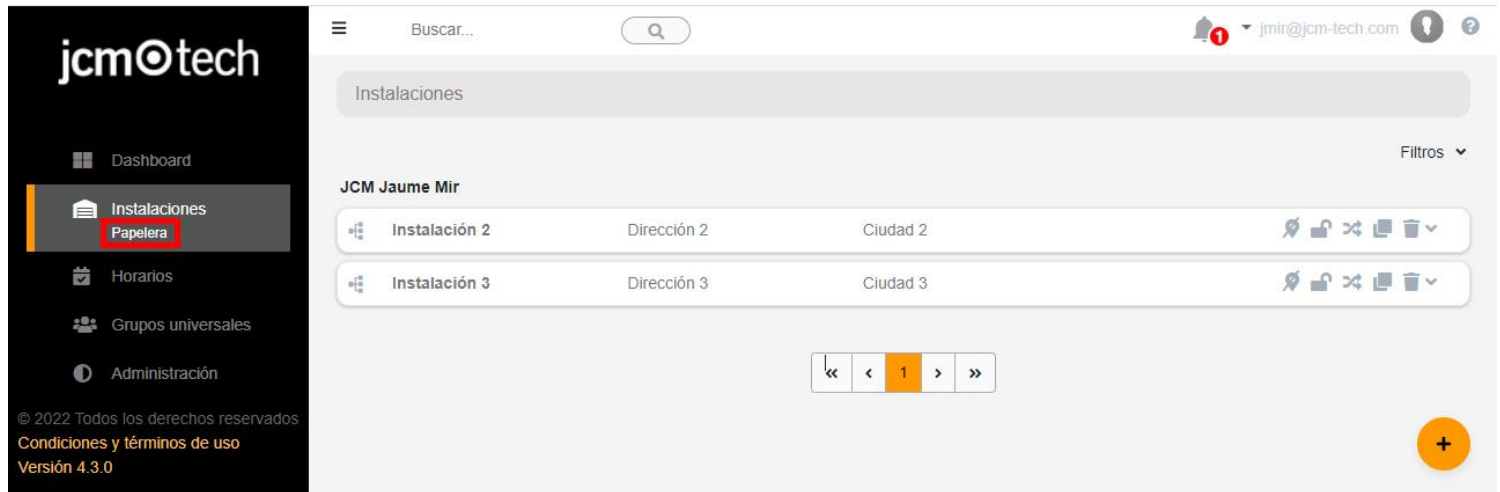 jcm tech
Buscar...
1
jmir@jcm-tech.com
?
Instalaciones
Filtros
Dashboard
Instalaciones
Papelera
Horarios
Grupos universales
Administración
© 2022 Todos los derechos reservados
Condiciones y términos de uso
Versión 4.3.0
JCM Jaume Mir
Instalación 2 Dirección 2 Ciudad 2
Instalación 3 Dirección 3 Ciudad 3
« ‹ 1 › »
+